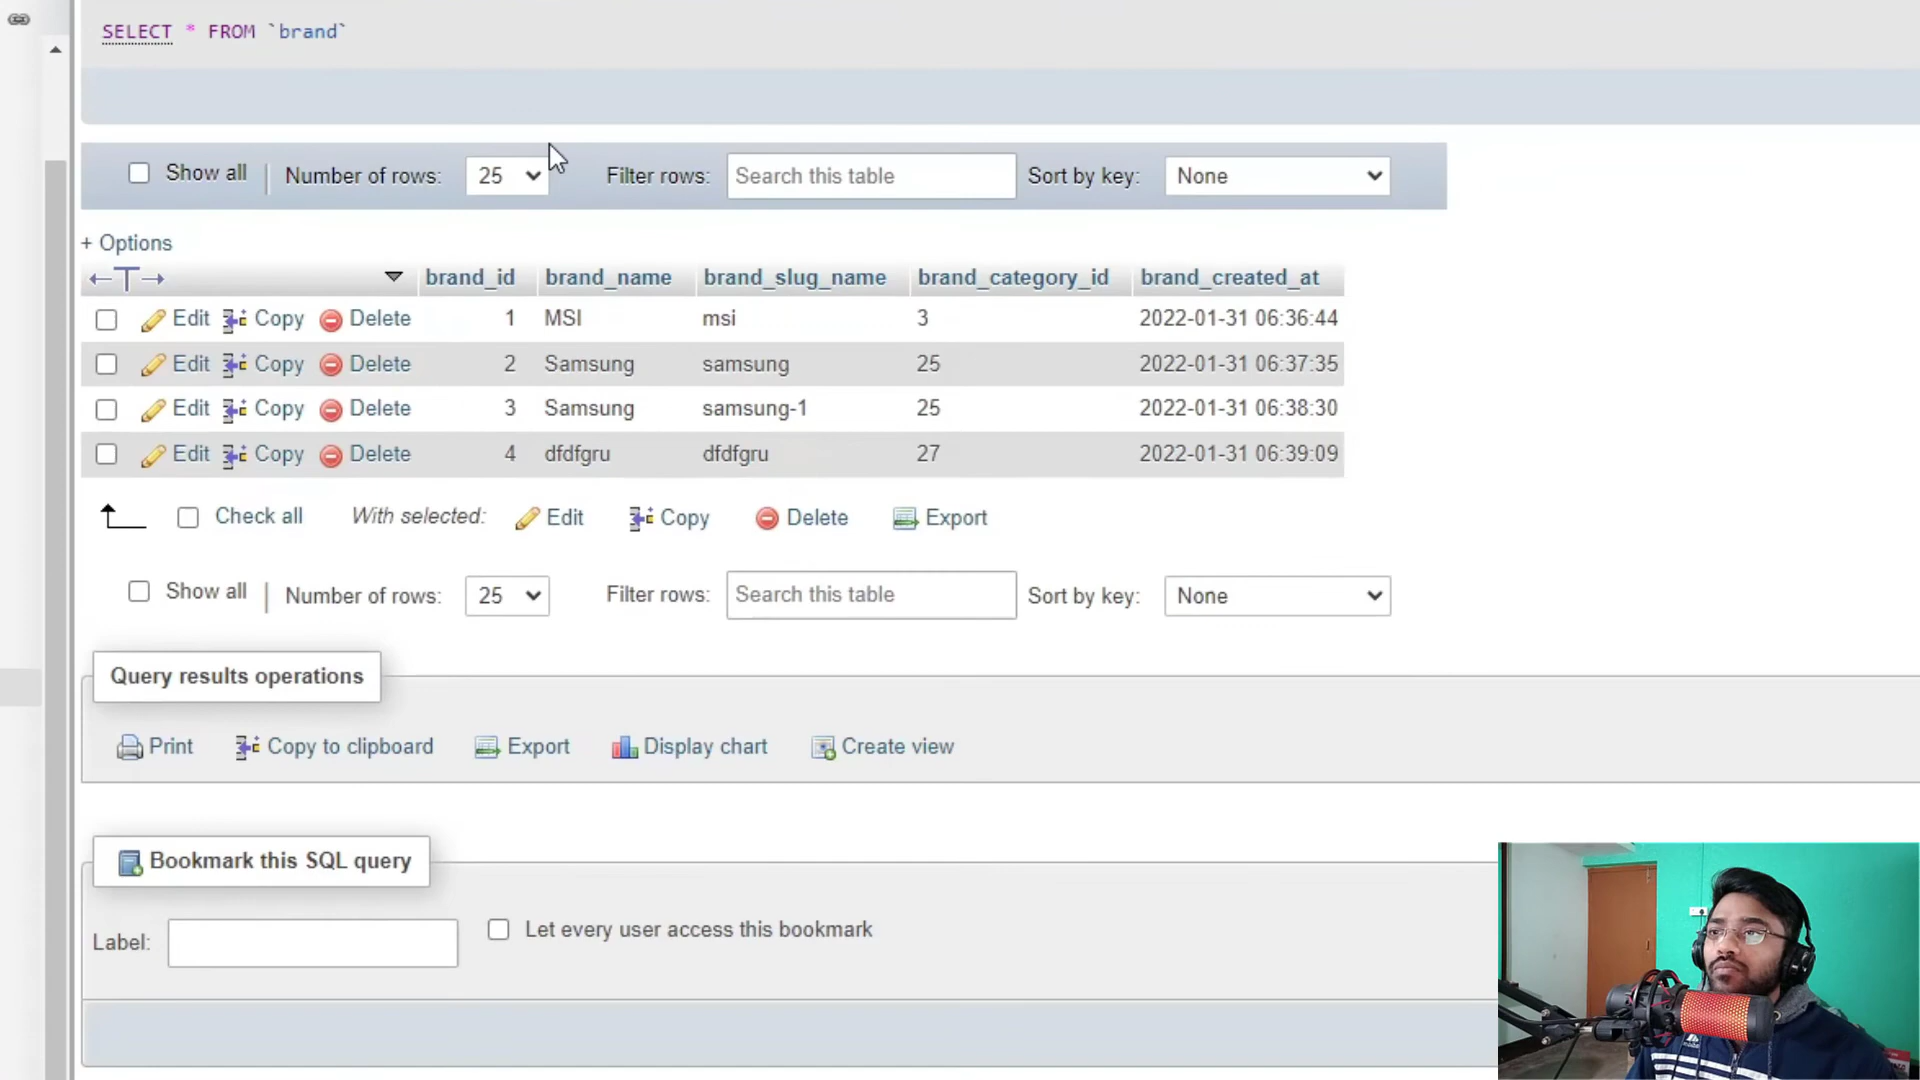 SELECT * FROM `brand`
Show all | Number of rows: 25 Filter rows: Search this table Sort by key: None
+ Options
brand_id brand_name brand_slug_name brand_category_id brand_created_at
Edit Copy Delete 1 MSI msi 3 2022-01-31 06:36:44
Edit Copy Delete 2 Samsung samsung 25 2022-01-31 06:37:35
Edit Copy Delete 3 Samsung samsung-1 25 2022-01-31 06:38:30
Edit Copy Delete 4 dfdfgru dfdfgru 27 2022-01-31 06:39:09
Check all With selected: Edit Copy Delete Export
Show all | Number of rows: 25 Filter rows: Search this table Sort by key: None
Query results operations
Print Copy to clipboard Export Display chart Create view
Bookmark this SQL query
Label: Let every user access this bookmark